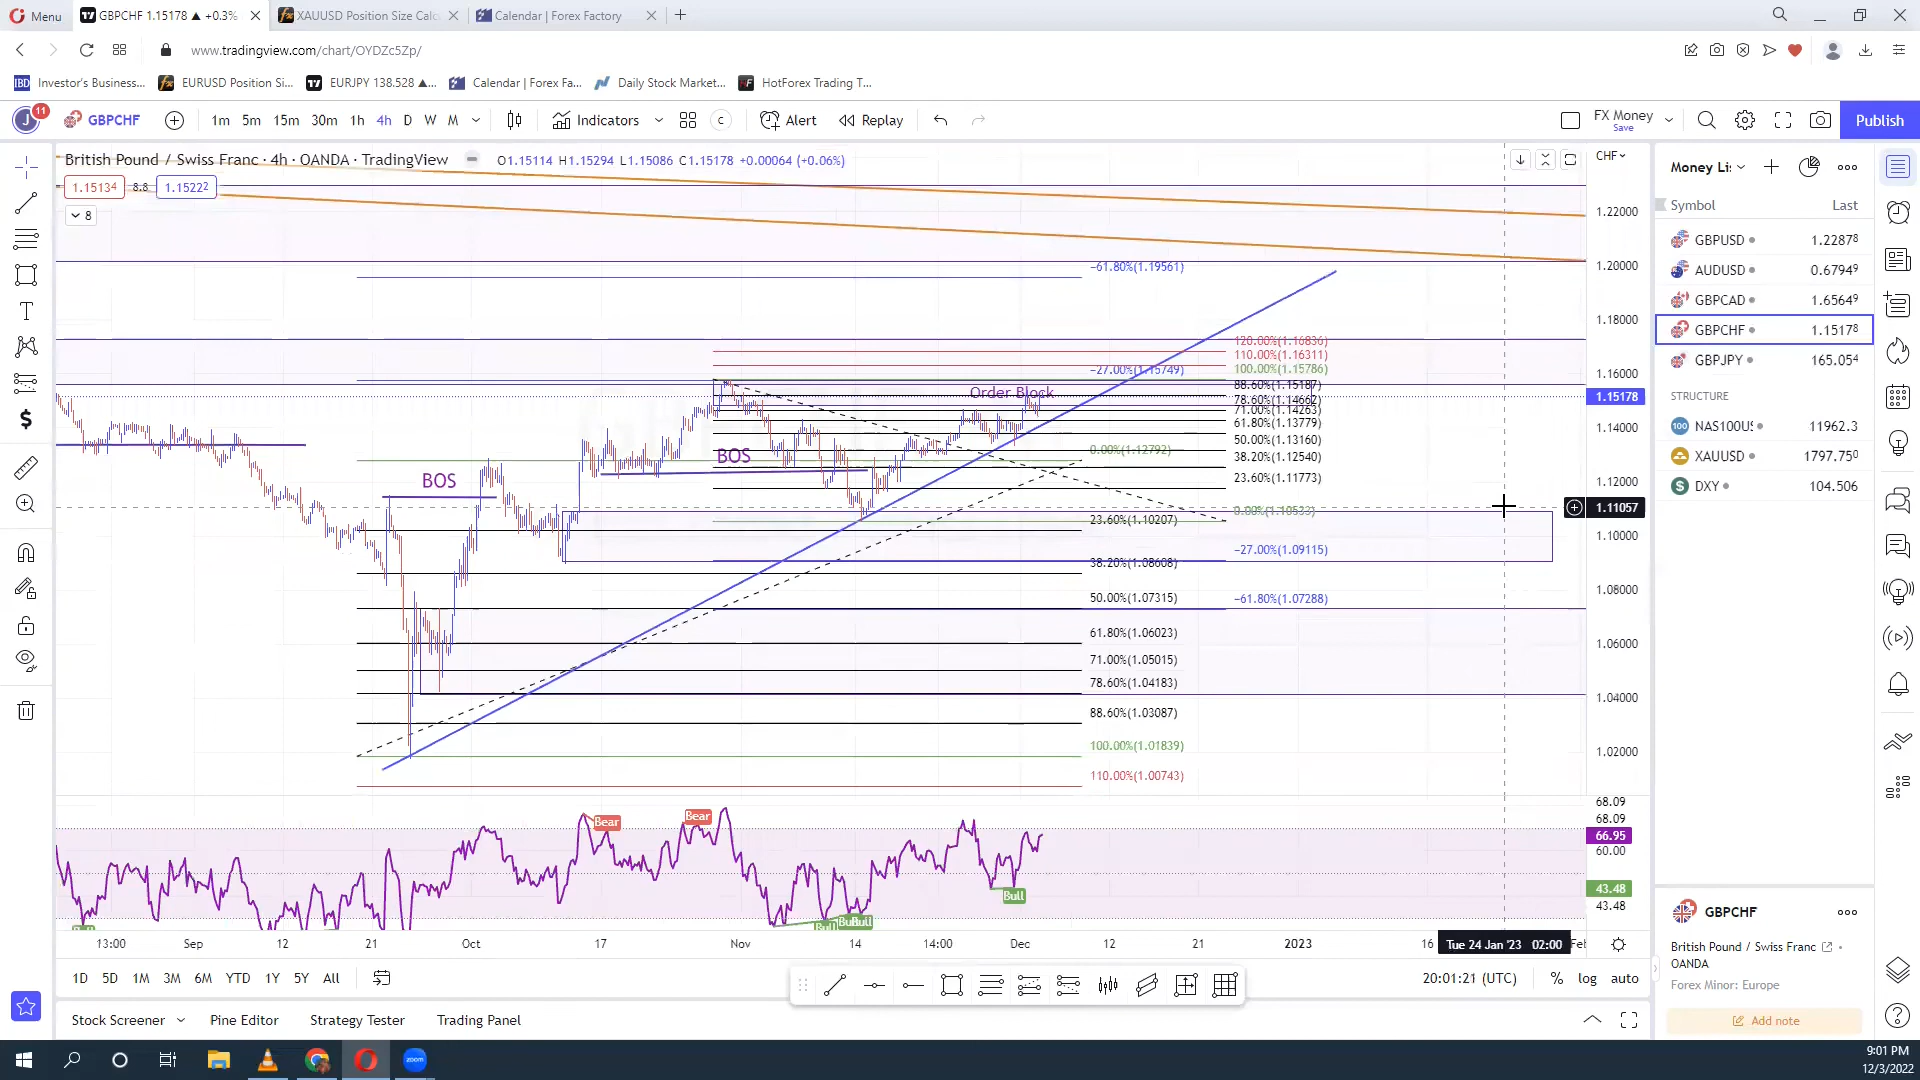 Menu
GBPCHF 1.15178 ▲ +0.3%
XAUUSD Position Size Calc
Calendar | Forex Factory
www.tradingview.com/chart/OYDZc5Zp/
IBD Investor's Business...
EURUSD Position Si...
EURJPY 138.528 ▲...
Calendar | Forex Fa...
Daily Stock Market...
HotForex Trading T...
J 11
GBPCHF
1m 5m 15m 30m 1h 4h D W M
Indicators
C
Alert
Replay
FX Money
Save
Publish
British Pound / Swiss Franc · 4h · OANDA · TradingView
O1.15114 H1.15294 L1.15086 C1.15178 +0.00064 (+0.06%)
1.15134 8.8 1.15222
8
CHF
1.22000
1.20000
1.18000
1.16000
1.15178
1.14000
1.12000
1.11057
1.10000
1.08000
1.06000
1.04000
1.02000
-61.80%(1.19561)
-27.00%(1.15749)
0.00%(1.12792)
23.60%(1.10207)
38.20%(1.08608)
50.00%(1.07315)
61.80%(1.06023)
71.00%(1.05015)
78.60%(1.04183)
88.60%(1.03087)
100.00%(1.01839)
110.00%(1.00743)
120.00%(1.16836)
110.00%(1.16311)
100.00%(1.15786)
88.60%(1.15187)
78.60%(1.14662)
71.00%(1.14263)
61.80%(1.13779)
50.00%(1.13160)
38.20%(1.12540)
23.60%(1.11773)
0.00%(1.10533)
-27.00%(1.09115)
-61.80%(1.07288)
Order Block
BOS
BOS
Bear
Bear
Bull
Bull
Bull
68.09
68.09
66.95
60.00
43.48
43.48
13:00 Sep 12 21 Oct 17 Nov 14 14:00 Dec 12 21 2023 16
Tue 24 Jan '23 02:00
1D 5D 1M 3M 6M YTD 1Y 5Y All
20:01:21 (UTC)
% log auto
Stock Screener
Pine Editor
Strategy Tester
Trading Panel
Money Li:
Symbol Last
GBPUSD 1.22878
AUDUSD 0.67949
GBPCAD 1.65649
GBPCHF 1.15178
GBPJPY 165.054
STRUCTURE
NAS100U 11962.3
XAUUSD 1797.750
DXY 104.506
GBPCHF
British Pound / Swiss Franc
OANDA
Forex Minor: Europe
Add note
zoom
9:01 PM
12/3/2022